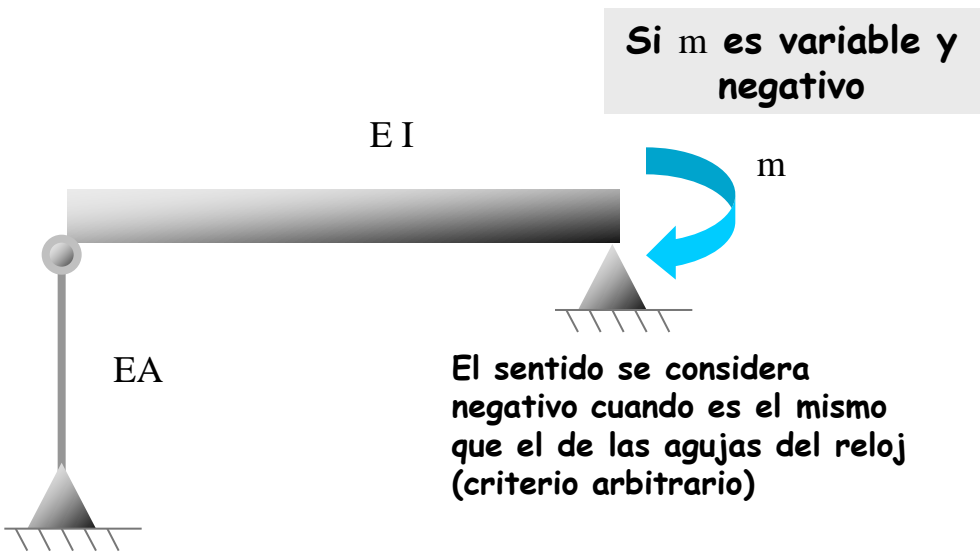 Si m es variable y
negativo
E I
m
EA
El sentido se considera
negativo cuando es el mismo
que el de las agujas del reloj
(criterio arbitrario)